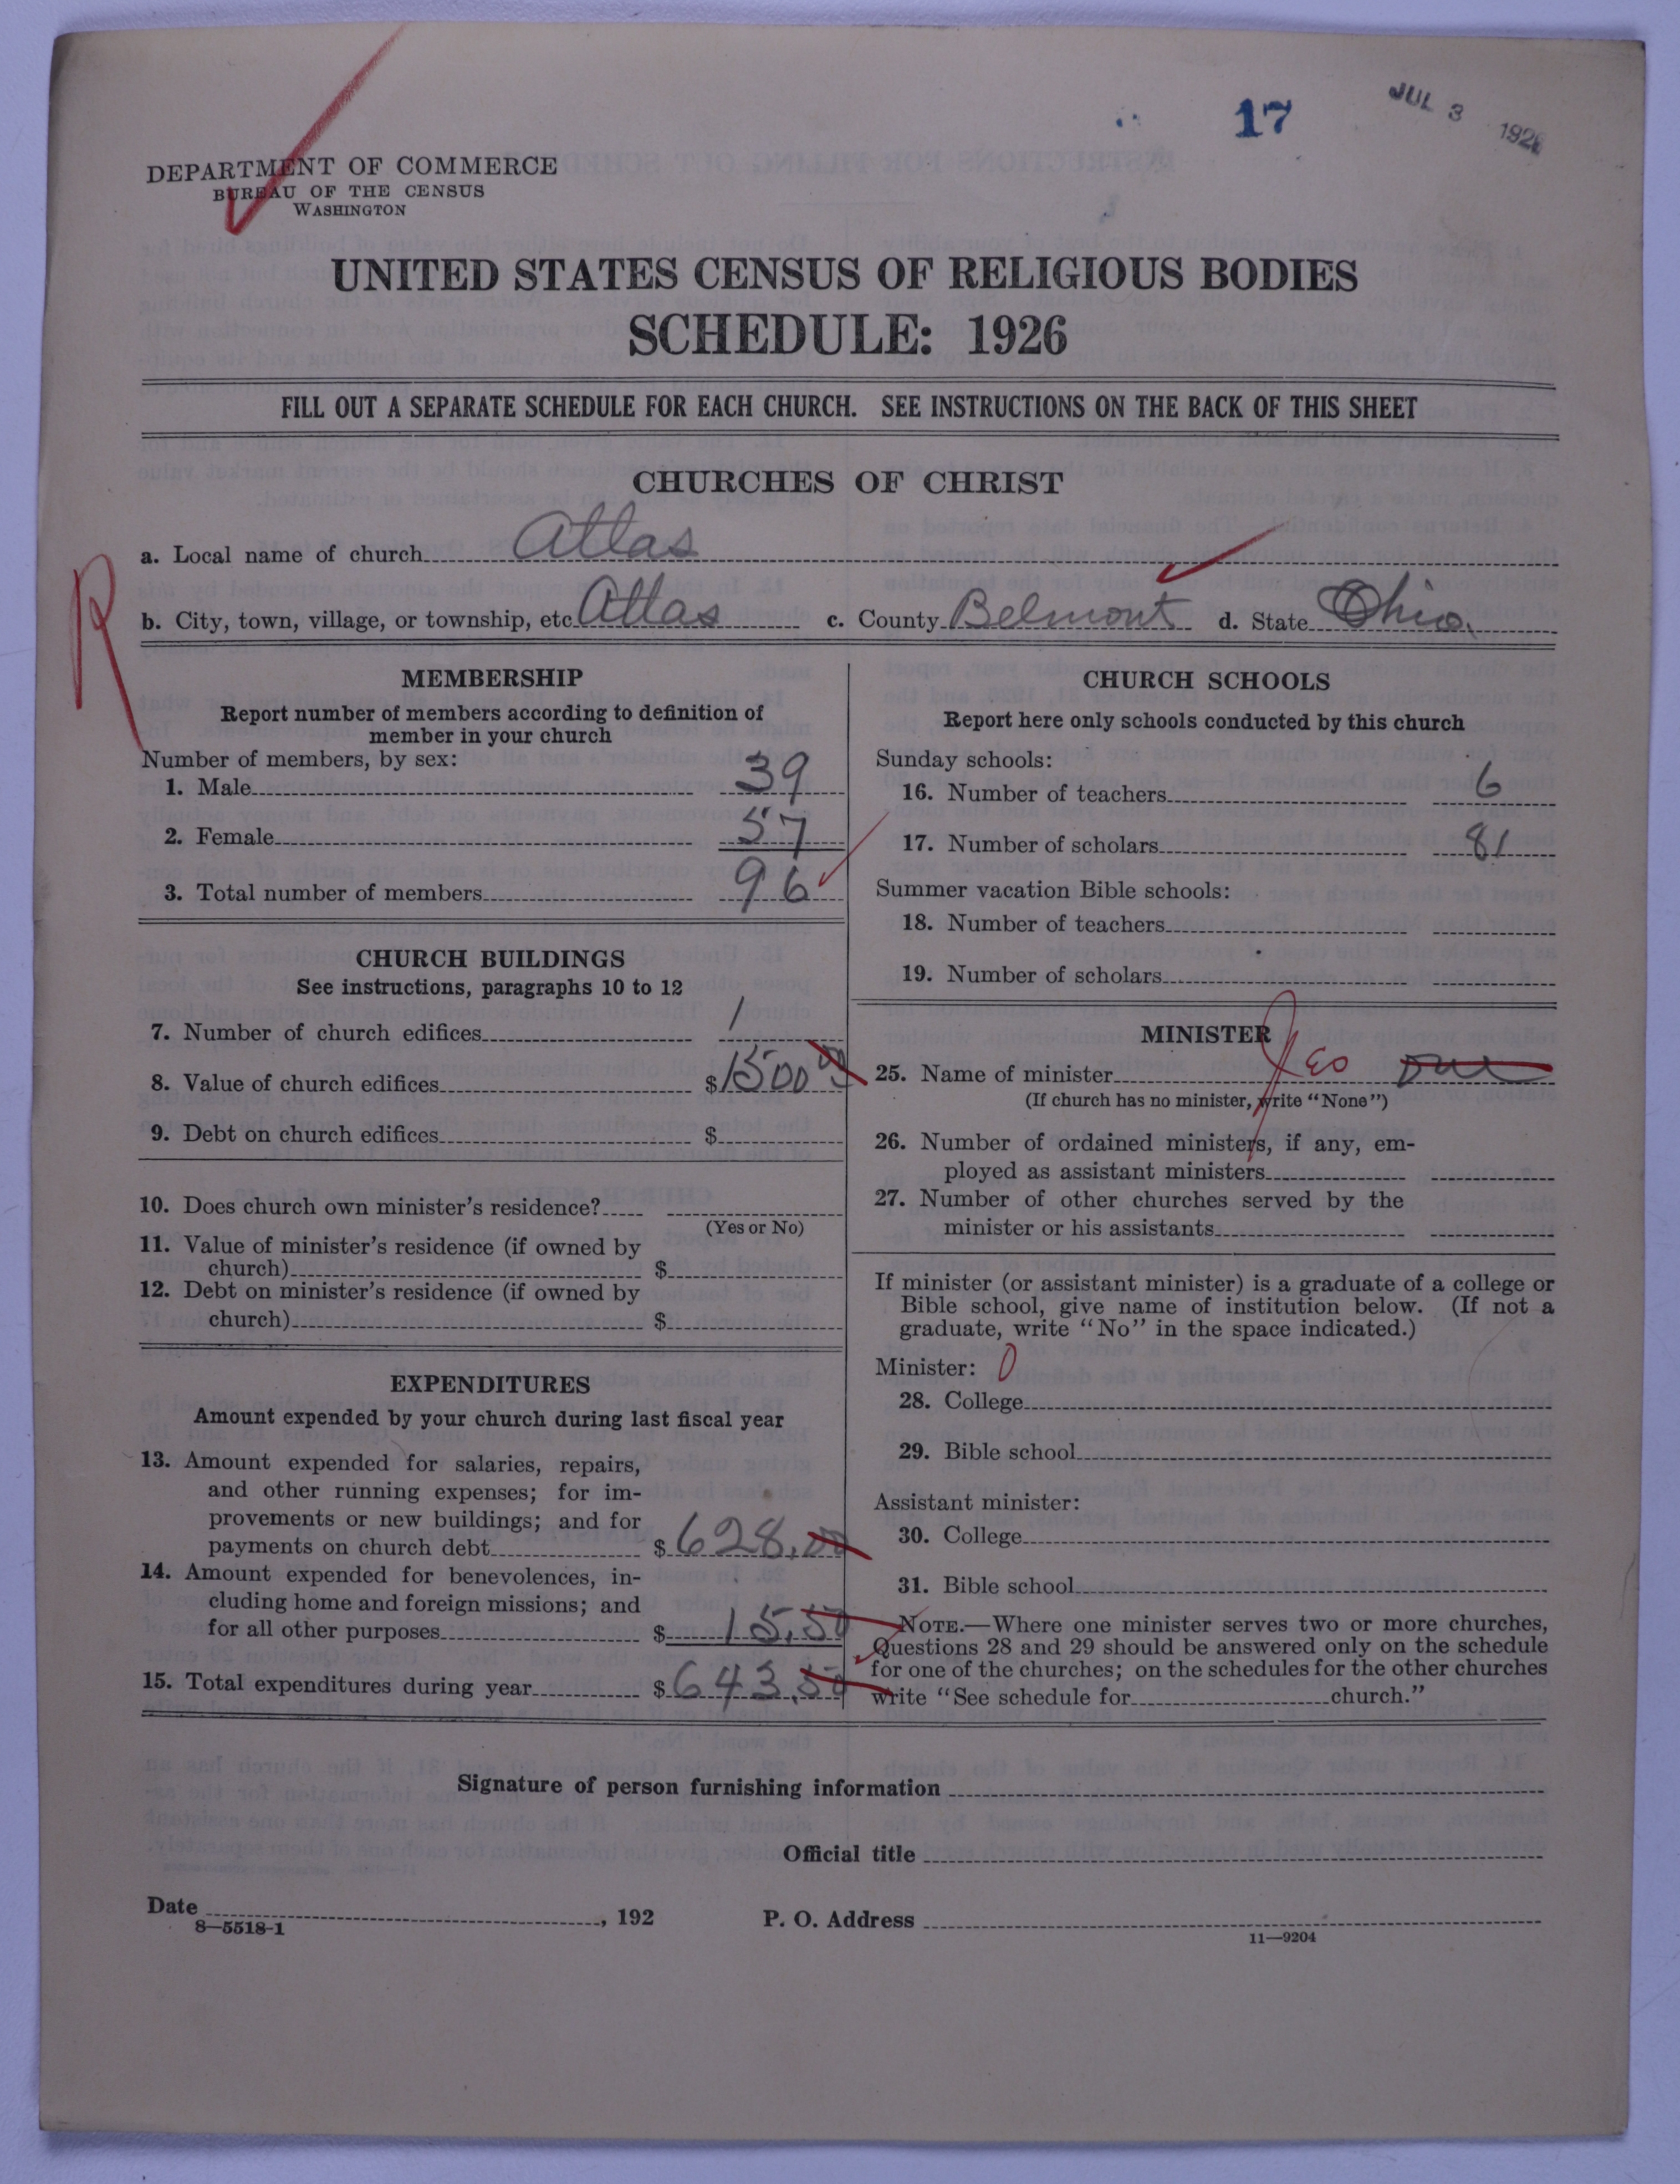 17
JUL 3 192
DEPARTMENT OF COMMERCE
BUREAU OF THE CENSUS
WASHINGTON
UNITED STATES CENSUS OF RELIGIOUS BODIES
SCHEDULE: 1926
FILL OUT A SEPARATE SCHEDULE FOR EACH CHURCH. SEE INSTRUCTIONS ON THE BACK OF THIS SHEET
CHURCHES OF CHRIST
R
a. Local name of church Atlas
b. City, town, village, or township, etc. Atlas c. County Belmont d. State Ohio.
MEMBERSHIP
Report number of members according to definition of
member in your church
Number of members, by sex:
1. Male 39
2. Female 57
3. Total number of members 96
CHURCH BUILDINGS
See instructions, paragraphs 10 to 12
7. Number of church edifices 1
8. Value of church edifices $1500 00
9. Debt on church edifices $
10. Does church own minister's residence?
(Yes or No)
11. Value of minister's residence (if owned by
church) $
12. Debt on minister's residence (if owned by
church) $
EXPENDITURES
Amount expended by your church during last fiscal year
13. Amount expended for salaries, repairs,
and other running expenses; for im-
provements or new buildings; and for
payments on church debt $628.00
14. Amount expended for benevolences, in-
cluding home and foreign missions; and
for all other purposes $15.50
15. Total expenditures during year $643.50
CHURCH SCHOOLS
Report here only schools conducted by this church
Sunday schools:
16. Number of teachers 6
17. Number of scholars 81
Summer vacation Bible schools:
18. Number of teachers
19. Number of scholars
MINISTER
25. Name of minister Yes one
(If church has no minister, write "None")
26. Number of ordained ministers, if any, em-
ployed as assistant ministers
27. Number of other churches served by the
minister or his assistants
If minister (or assistant minister) is a graduate of a college or
Bible school, give name of institution below. (If not a
graduate, write "No" in the space indicated.)
Minister: 0
28. College
29. Bible school
Assistant minister:
30. College
31. Bible school
NOTE.—Where one minister serves two or more churches,
Questions 28 and 29 should be answered only on the schedule
for one of the churches; on the schedules for the other churches
write "See schedule for church."
Signature of person furnishing information
Official title
Date , 192
8—5518-1
P. O. Address
11—9204